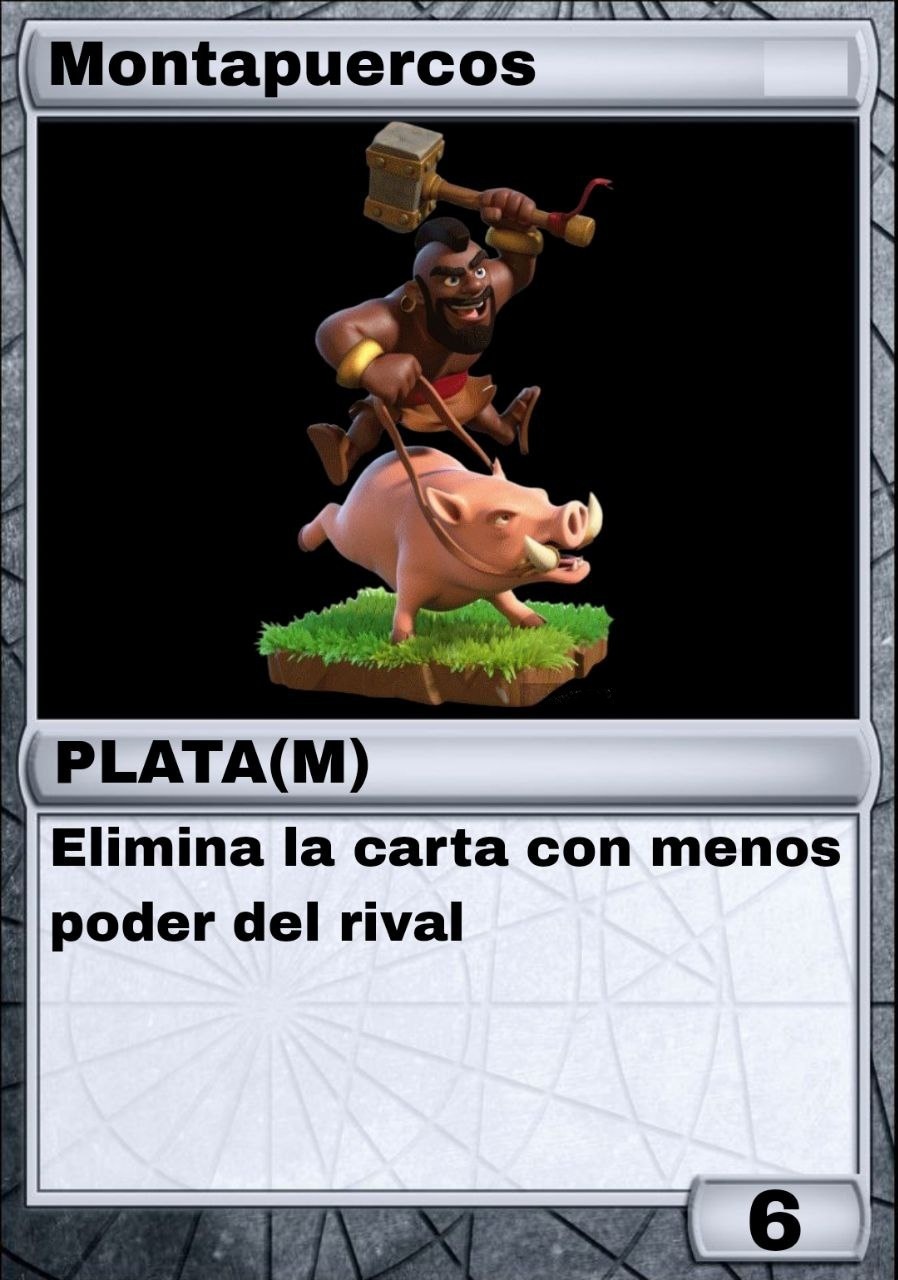 Montapuercos
PLATA(M)
Elimina la carta con menos
poder del rival
6